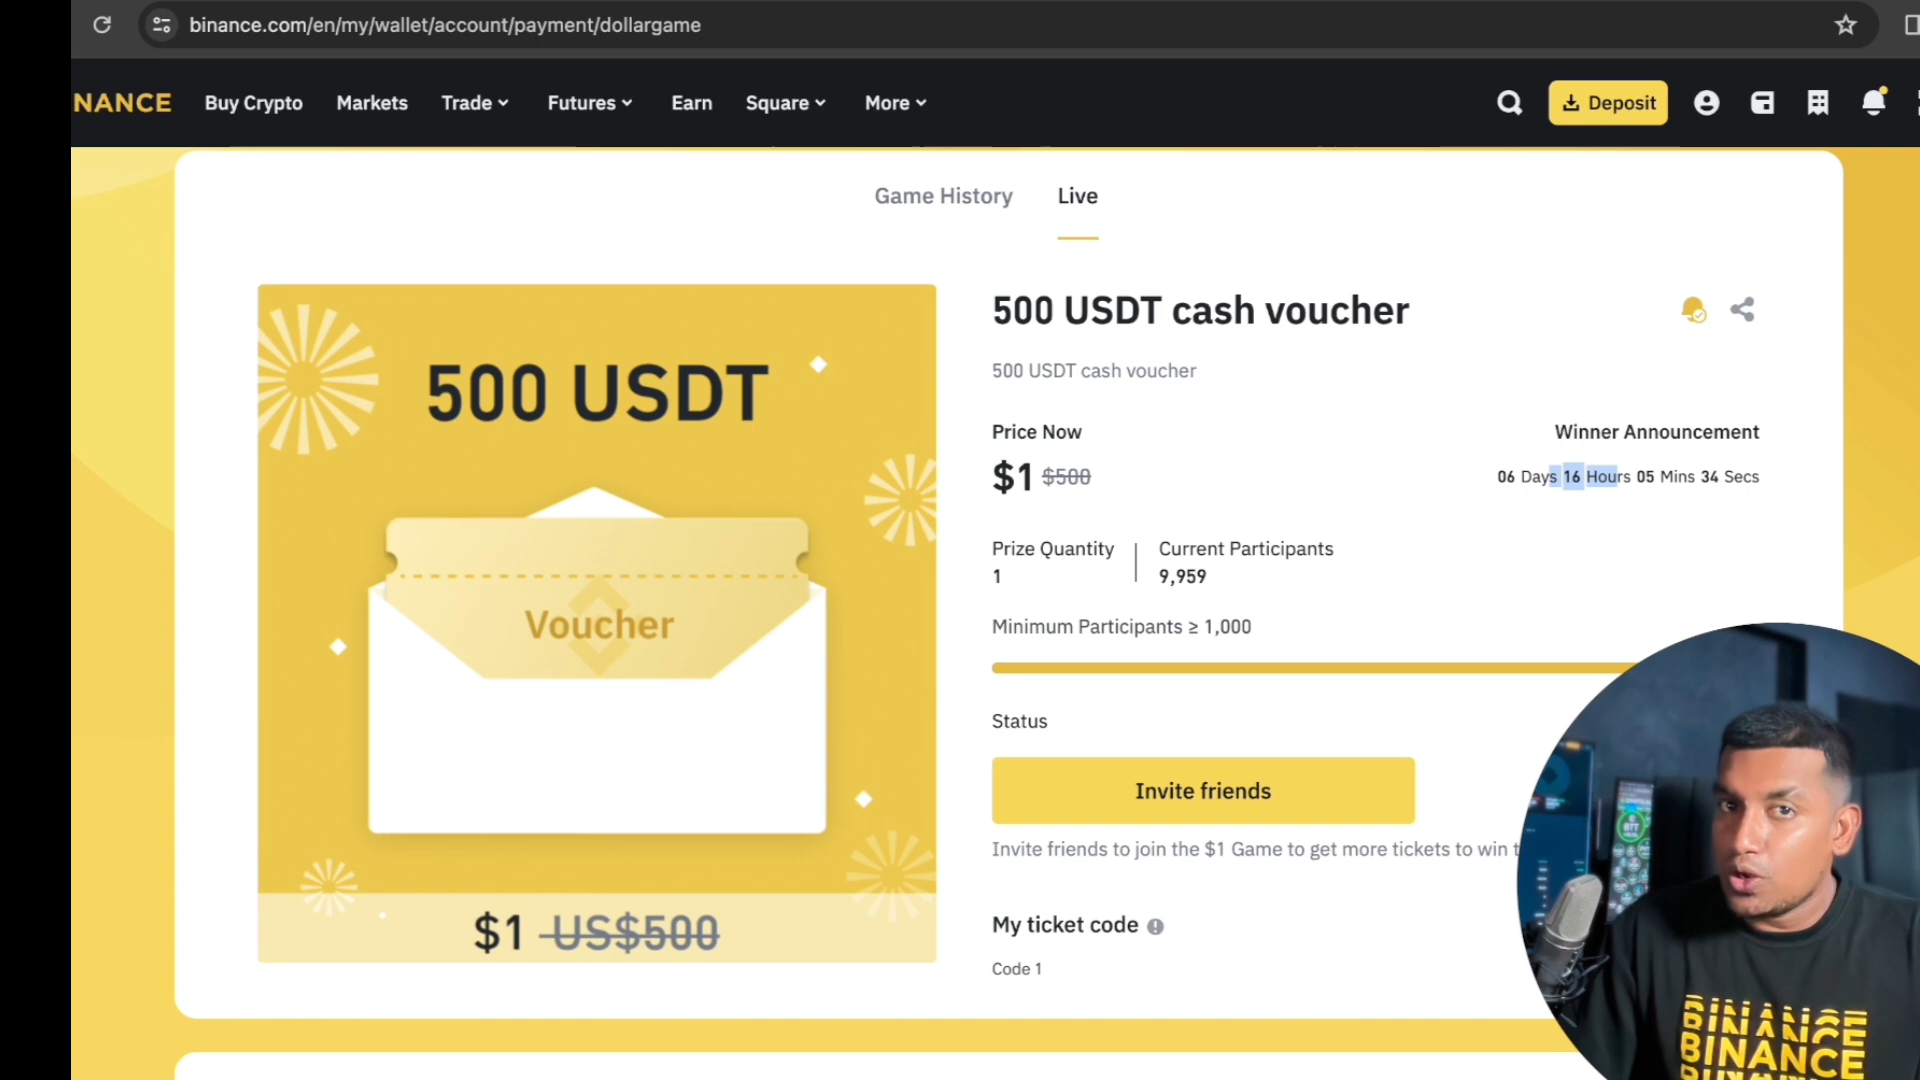 binance.com/en/my/wallet/account/payment/dollargame
NANCE Buy Crypto Markets Trade Futures Earn Square More Deposit
Game History Live
500 USDT
Voucher
$1 US$500
500 USDT cash voucher
500 USDT cash voucher
Price Now Winner Announcement
$1 $500 06 Days 16 Hours 05 Mins 34 Secs
Prize Quantity Current Participants
1 9,959
Minimum Participants ≥ 1,000
Status
Invite friends
Invite friends to join the $1 Game to get more tickets to win t
My ticket code
Code 1
BTT
BINANCE
BINANCE